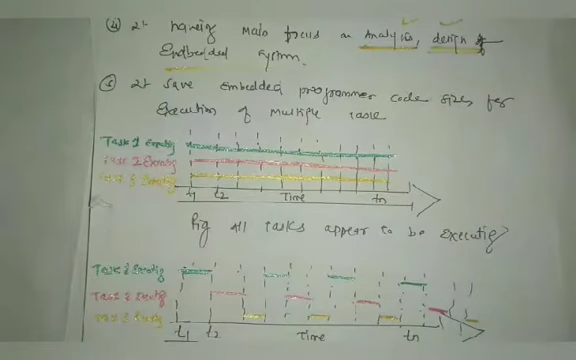 ④ It having main focus on Analysis, design of
Embedded system.
⑤ It save embedded programmer code size, for
Execution of multiple task
Task 1 Executing
Task 2 Executing
Task 3 Executing
t1 t2 Time tn
Fig All Tasks appear to be Executing
Task 1 Executing
Task 2 Executing
Task 3 Executing
t1 t2 Time tn